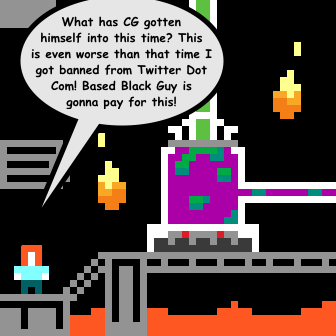 What has CG gotten
himself into this time? This
is even worse than that time I
got banned from Twitter Dot
Com! Based Black Guy is
gonna pay for this!